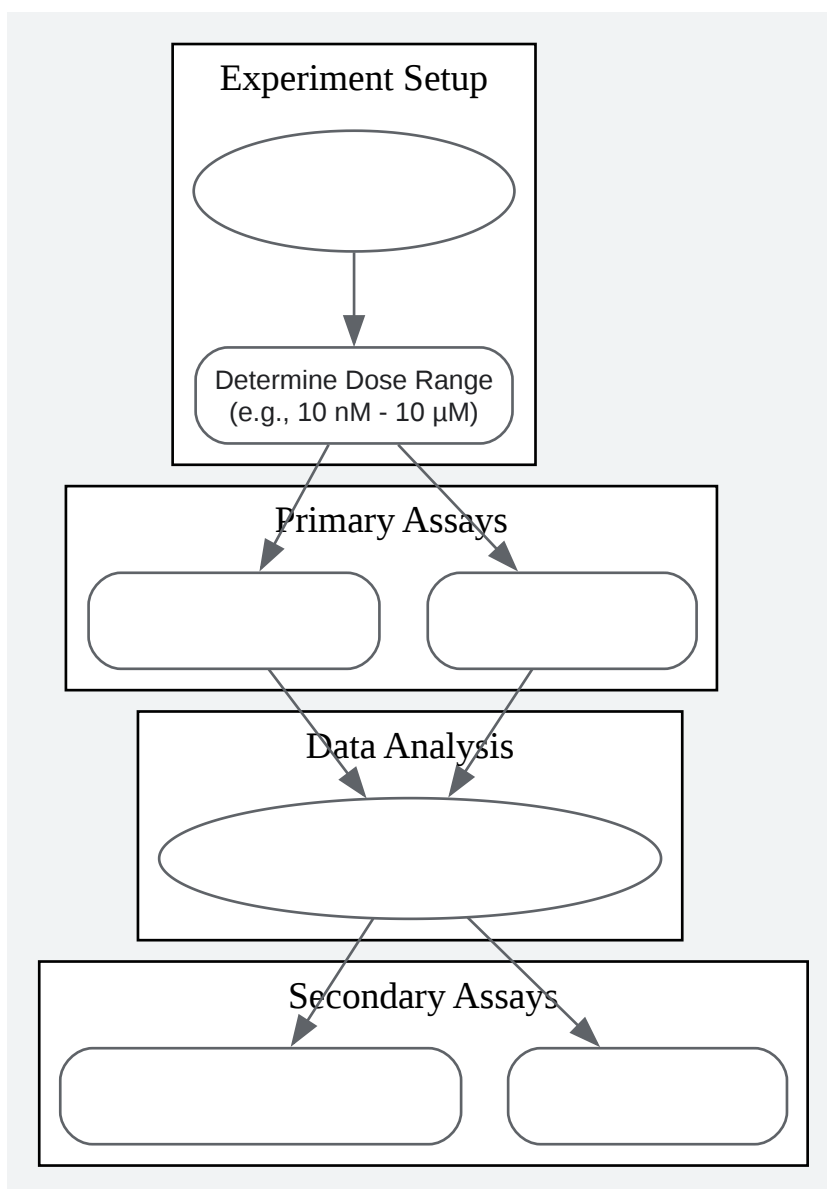 Experiment Setup
Determine Dose Range
(e.g., 10 nM - 10 µM)
Primary Assays
Data Analysis
Secondary Assays